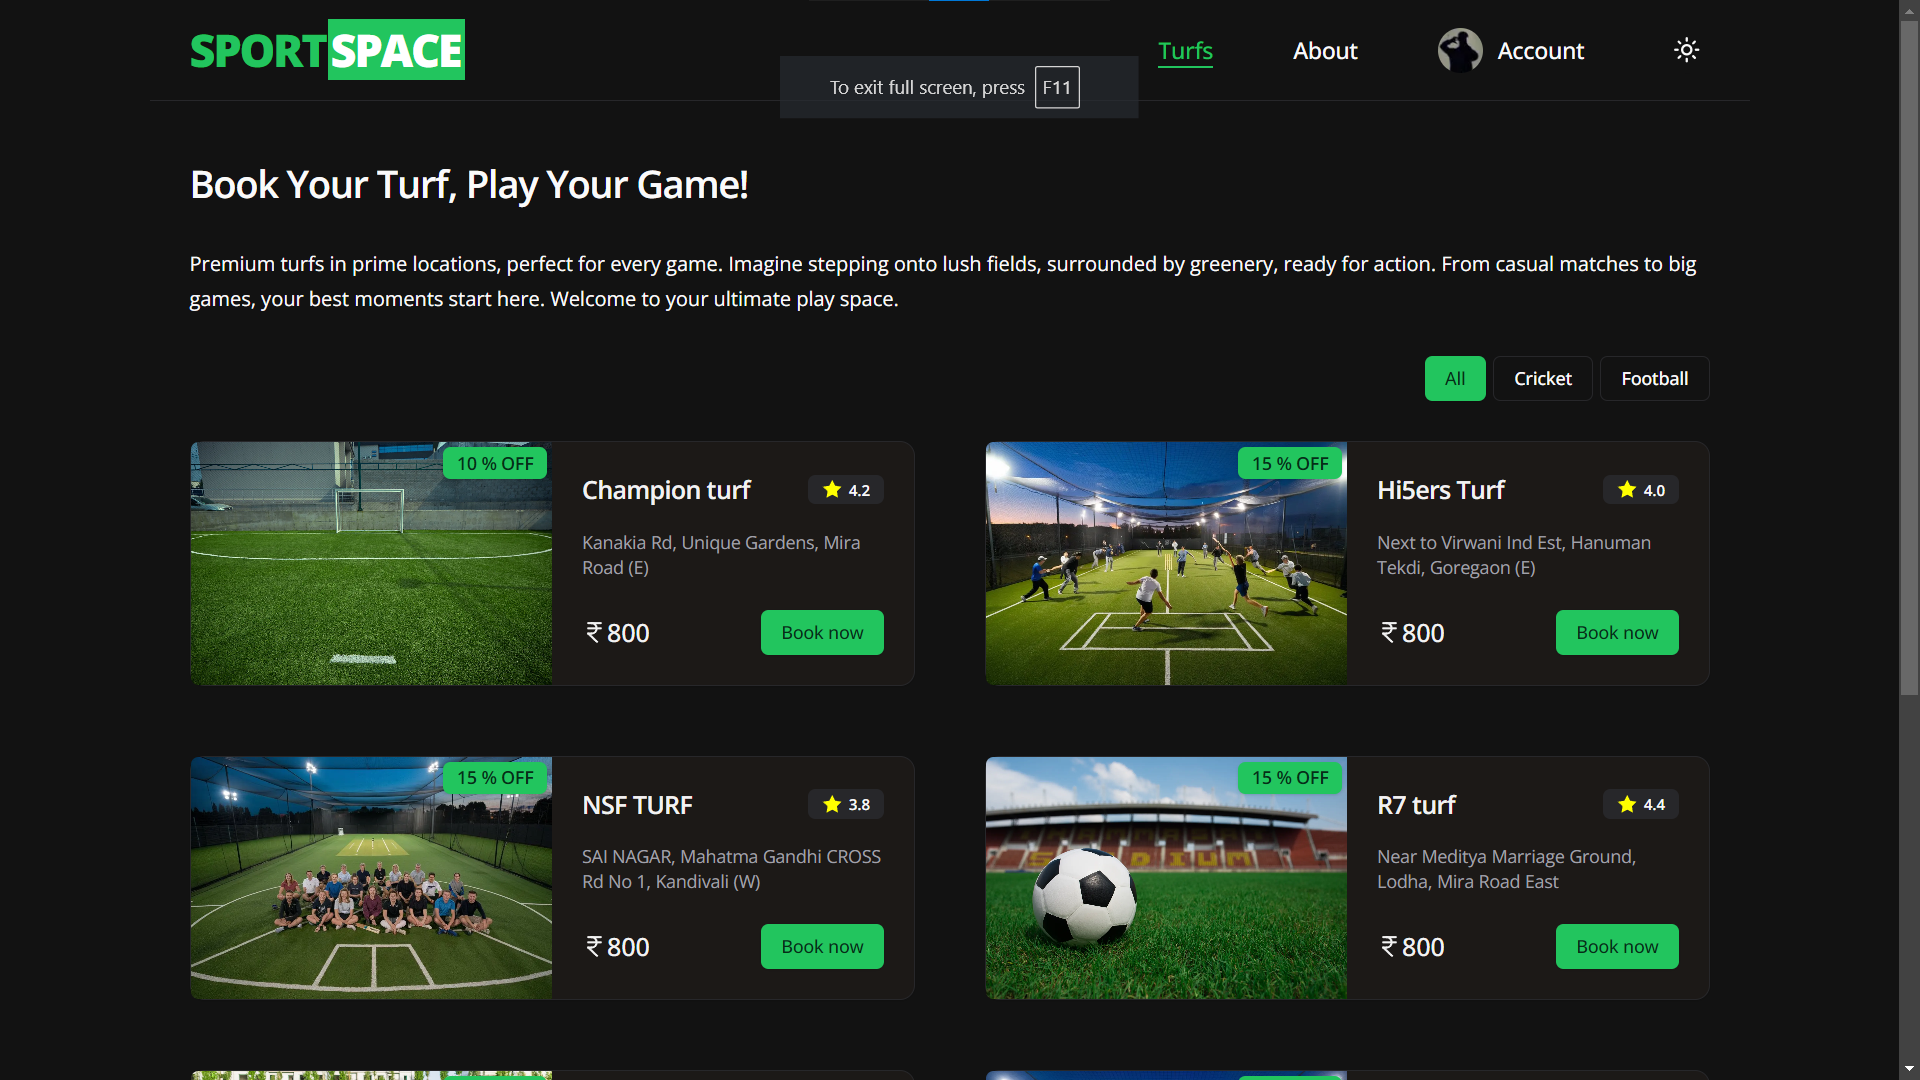 SPORTSPACE
Turfs
About
Account
To exit full screen, press F11
Book Your Turf, Play Your Game!
Premium turfs in prime locations, perfect for every game. Imagine stepping onto lush fields, surrounded by greenery, ready for action. From casual matches to big
games, your best moments start here. Welcome to your ultimate play space.
All
Cricket
Football
10 % OFF
Champion turf
4.2
Kanakia Rd, Unique Gardens, Mira
Road (E)
₹ 800
Book now
15 % OFF
Hi5ers Turf
4.0
Next to Virwani Ind Est, Hanuman
Tekdi, Goregaon (E)
₹ 800
Book now
15 % OFF
NSF TURF
3.8
SAI NAGAR, Mahatma Gandhi CROSS
Rd No 1, Kandivali (W)
₹ 800
Book now
15 % OFF
R7 turf
4.4
Near Meditya Marriage Ground,
Lodha, Mira Road East
₹ 800
Book now